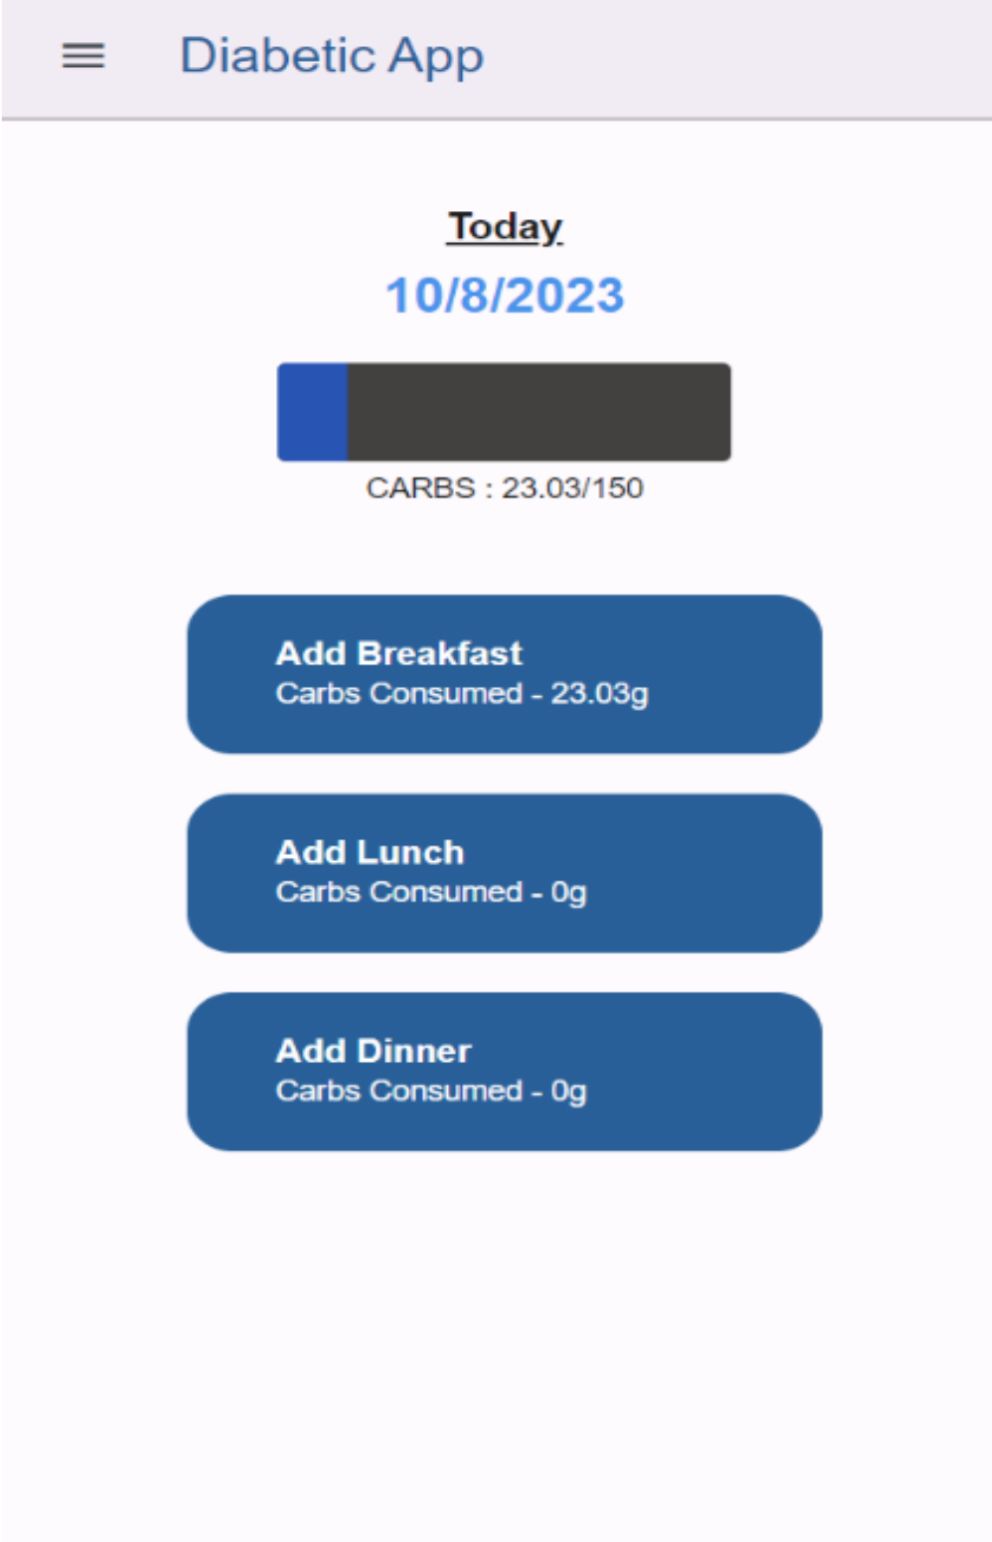 Diabetic App
Today
10/8/2023
CARBS : 23.03/150
Add Breakfast
Carbs Consumed - 23.03g
Add Lunch
Carbs Consumed - 0g
Add Dinner
Carbs Consumed - 0g